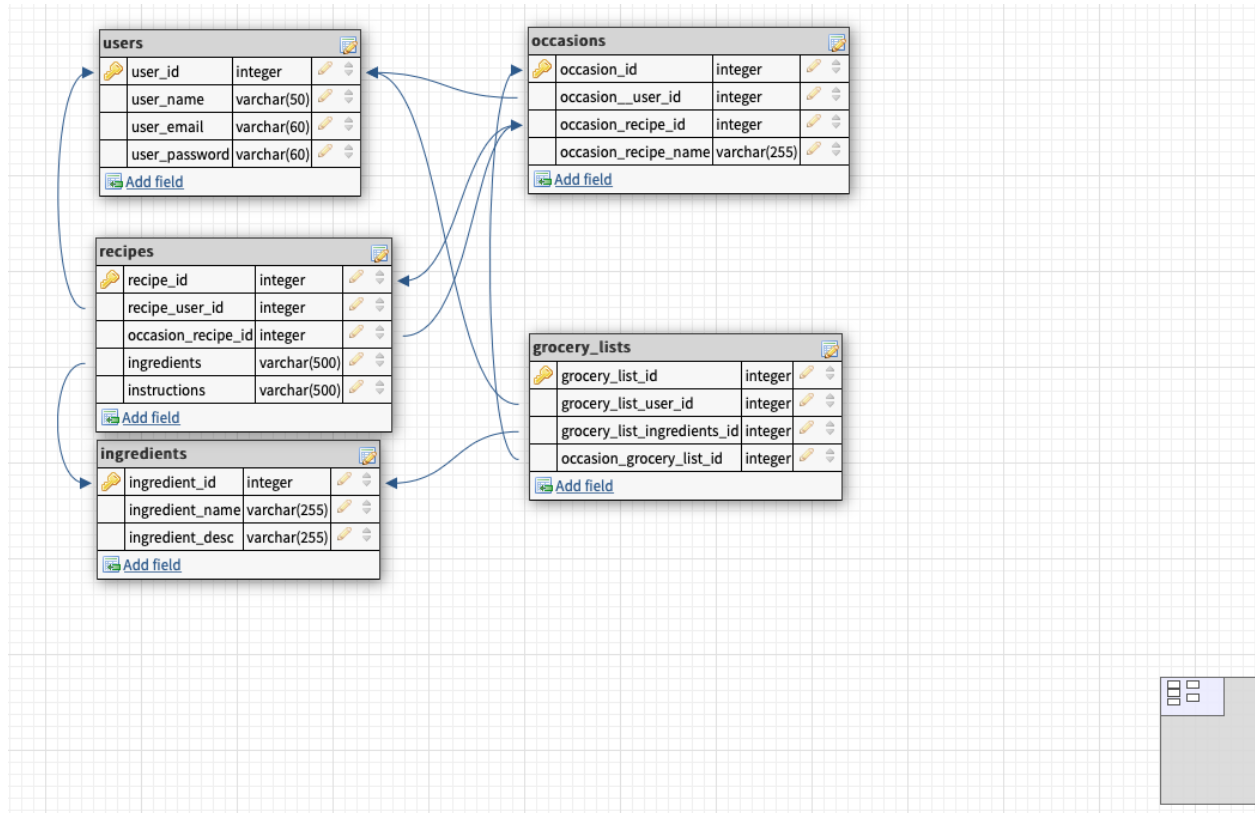 users
user_id integer
user_name varchar(50)
user_email varchar(60)
user_password varchar(60)
Add field
occasions
occasion_id integer
occasion__user_id integer
occasion_recipe_id integer
occasion_recipe_name varchar(255)
Add field
recipes
recipe_id integer
recipe_user_id integer
occasion_recipe_id integer
ingredients varchar(500)
instructions varchar(500)
Add field
grocery_lists
grocery_list_id integer
grocery_list_user_id integer
grocery_list_ingredients_id integer
occasion_grocery_list_id integer
Add field
ingredients
ingredient_id integer
ingredient_name varchar(255)
ingredient_desc varchar(255)
Add field